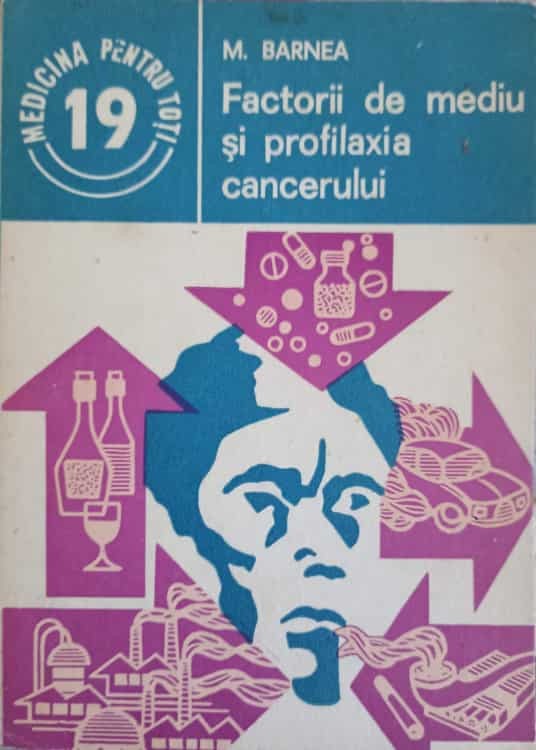 MEDICINA PENTRU TOȚI
19
M. BARNEA
Factorii de mediu
și profilaxia
cancerului